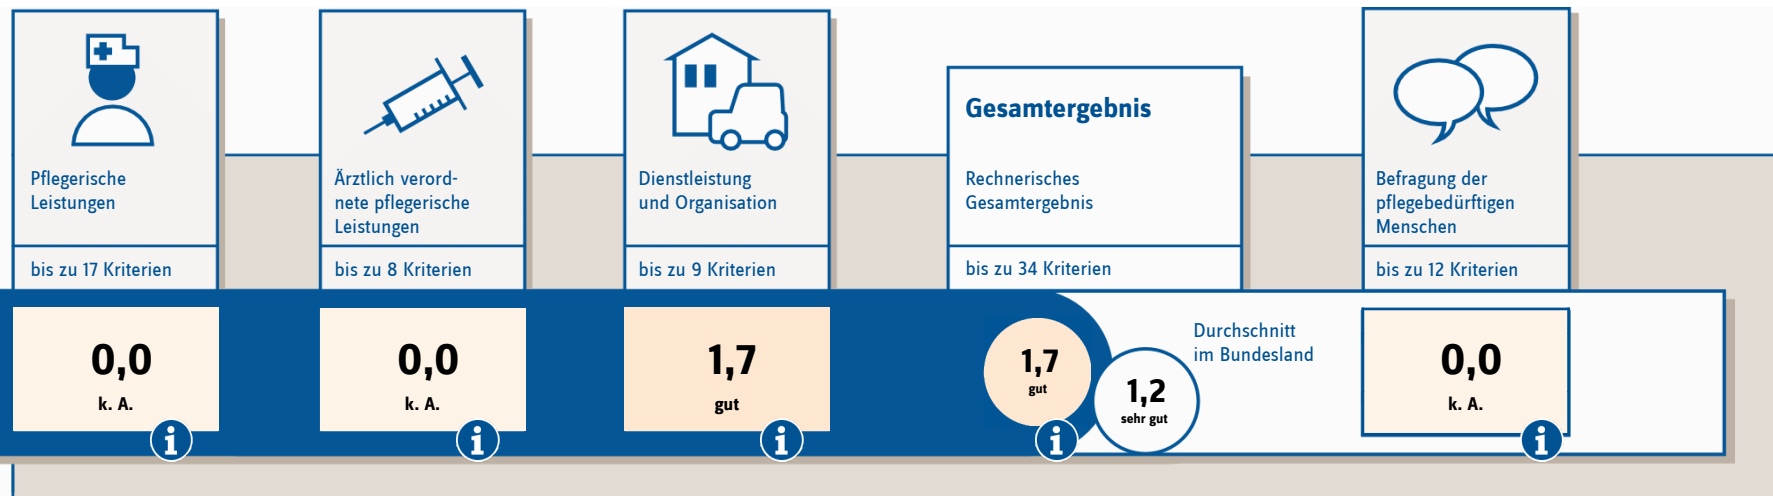 Pflegerische
Leistungen
bis zu 17 Kriterien
0,0
k. A.
i
Ärztlich verord-
nete pflegerische
Leistungen
bis zu 8 Kriterien
0,0
k. A.
i
Dienstleistung
und Organisation
bis zu 9 Kriterien
1,7
gut
i
Gesamtergebnis
Rechnerisches
Gesamtergebnis
bis zu 34 Kriterien
1,7
gut
i
1,2
sehr gut
Durchschnitt
im Bundesland
Befragung der
pflegebedürftigen
Menschen
bis zu 12 Kriterien
0,0
k. A.
i